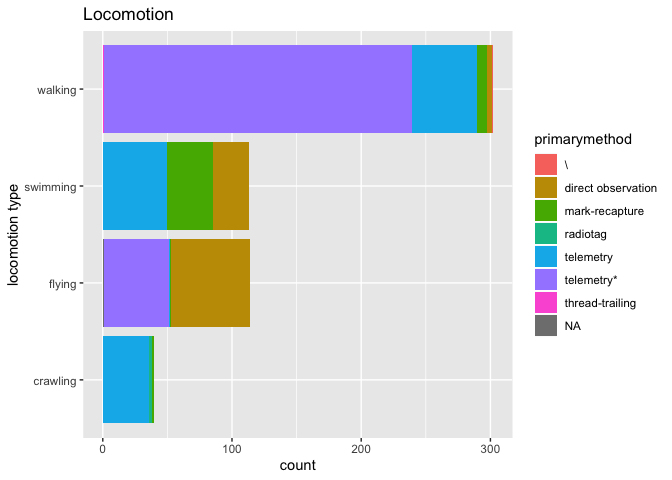 Locomotion
walking
swimming
flying
crawling
locomotion type
0
100
200
300
count
primarymethod
\
direct observation
mark-recapture
radiotag
telemetry
telemetry*
thread-trailing
NA